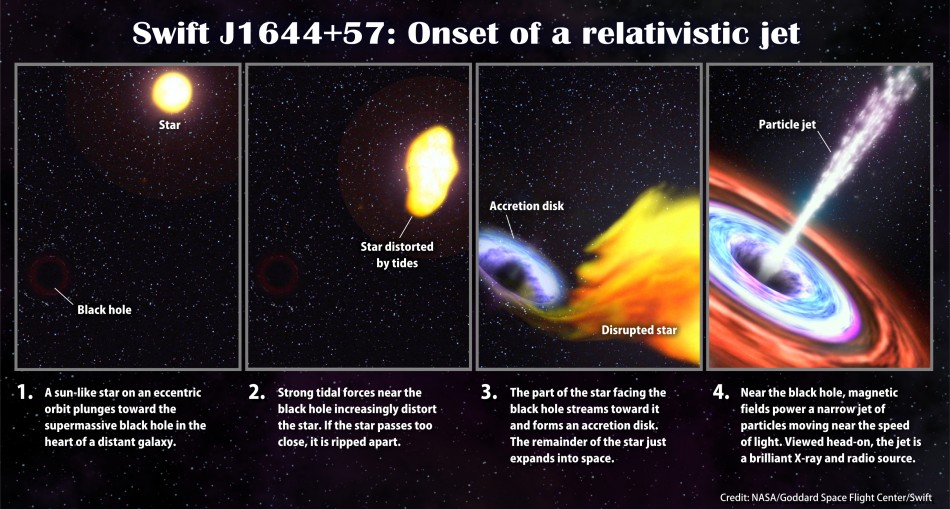 Swift J1644+57: Onset of a relativistic jet
Star
Black hole
Star distorted
by tides
Accretion disk
Disrupted star
Particle jet
1. A sun-like star on an eccentric
orbit plunges toward the
supermassive black hole in the
heart of a distant galaxy.
2. Strong tidal forces near the
black hole increasingly distort
the star. If the star passes too
close, it is ripped apart.
3. The part of the star facing the
black hole streams toward it
and forms an accretion disk.
The remainder of the star just
expands into space.
4. Near the black hole, magnetic
fields power a narrow jet of
particles moving near the speed
of light. Viewed head-on, the jet is
a brilliant X-ray and radio source.
Credit: NASA/Goddard Space Flight Center/Swift